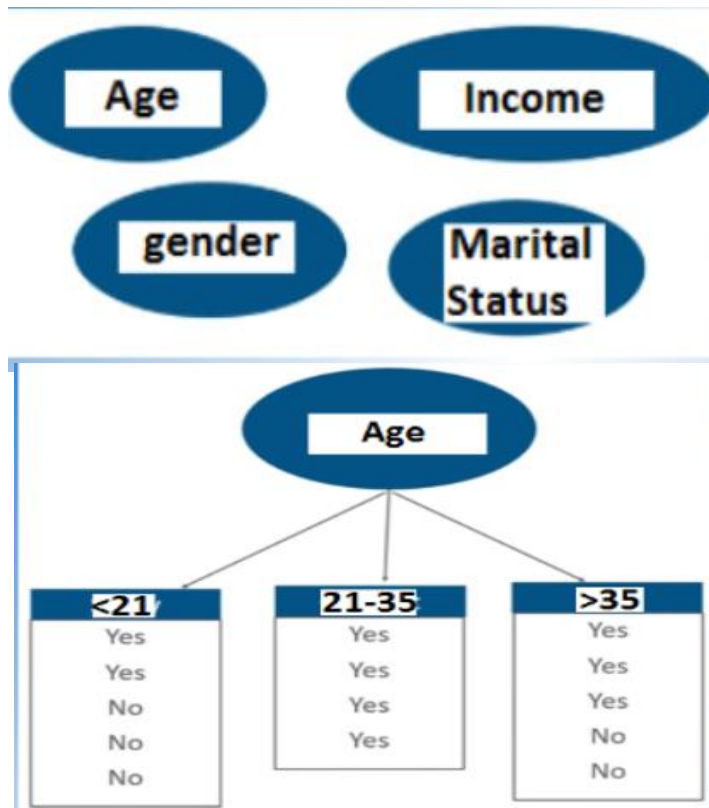 Age
Income
gender
Marital
Status
Age
<21
21-35
>35
Yes
Yes
No
No
No
Yes
Yes
Yes
Yes
Yes
Yes
Yes
No
No